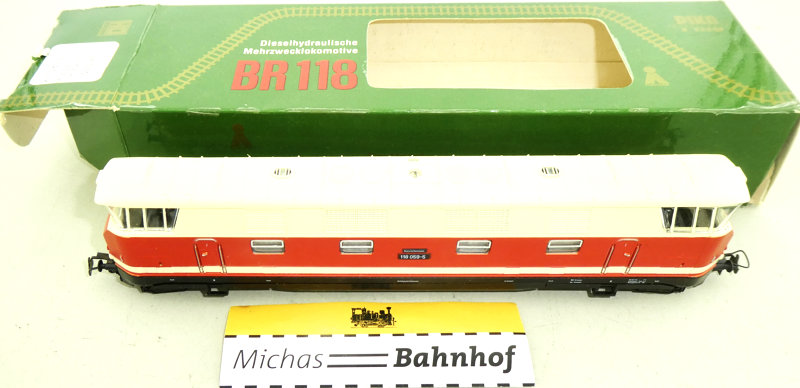 Dieselhydraulische
Mehrzwecklokomotive
BR 118
PIKO
118 059-5
Michas Bahnhof